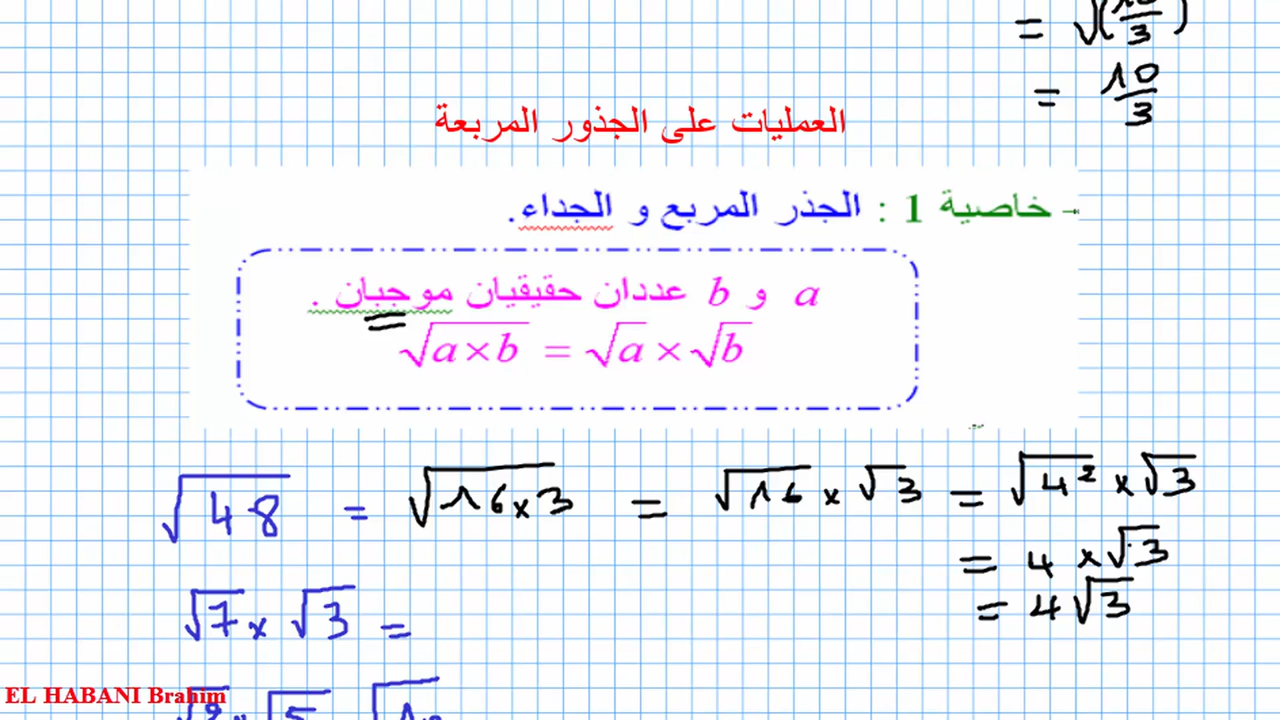 = √(10/3)
= 10/3
العمليات على الجذور المربعة
خاصية 1 : الجذر المربع و الجداء.
a و b عددان حقيقيان موجبان .
√(a×b) = √a × √b
√48 = √(16×3) = √16 × √3 = √4² × √3
= 4 × √3
= 4√3
√7 × √3 =
EL HABANI Brahim